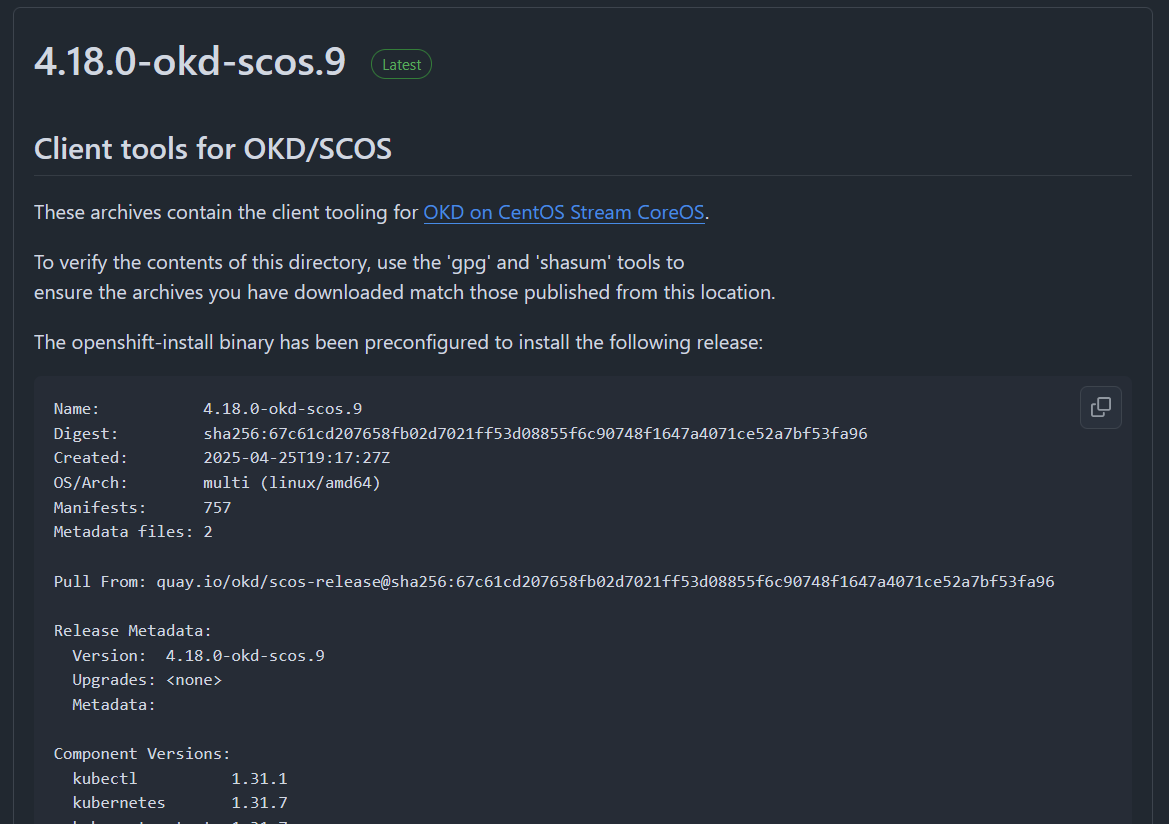 4.18.0-okd-scos.9 Latest
Client tools for OKD/SCOS
These archives contain the client tooling for OKD on CentOS Stream CoreOS.
To verify the contents of this directory, use the 'gpg' and 'shasum' tools to
ensure the archives you have downloaded match those published from this location.
The openshift-install binary has been preconfigured to install the following release:
Name: 4.18.0-okd-scos.9
Digest: sha256:67c61cd207658fb02d7021ff53d08855f6c90748f1647a4071ce52a7bf53fa96
Created: 2025-04-25T19:17:27Z
OS/Arch: multi (linux/amd64)
Manifests: 757
Metadata files: 2
Pull From: quay.io/okd/scos-release@sha256:67c61cd207658fb02d7021ff53d08855f6c90748f1647a4071ce52a7bf53fa96
Release Metadata:
Version: 4.18.0-okd-scos.9
Upgrades: <none>
Metadata:
Component Versions:
kubectl 1.31.1
kubernetes 1.31.7